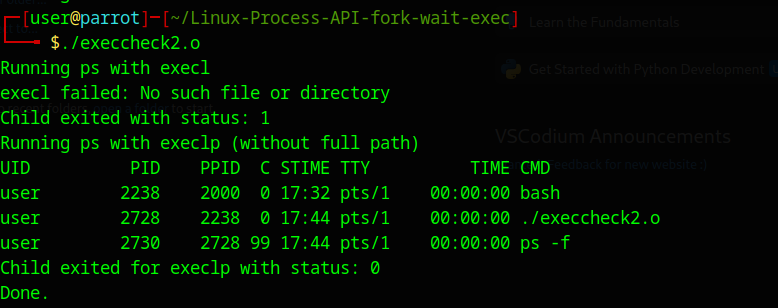 ┌─[user@parrot]─[~/Linux-Process-API-fork-wait-exec]
└──╼ $./execcheck2.o
Running ps with execl
execl failed: No such file or directory
Child exited with status: 1
Running ps with execlp (without full path)
UID          PID    PPID  C STIME TTY          TIME CMD
user        2238    2000  0 17:32 pts/1    00:00:00 bash
user        2728    2238  0 17:44 pts/1    00:00:00 ./execcheck2.o
user        2730    2728 99 17:44 pts/1    00:00:00 ps -f
Child exited for execlp with status: 0
Done.
Learn the Fundamentals
Get Started with Python Development
VSCodium Announcements
feedback for new website:)